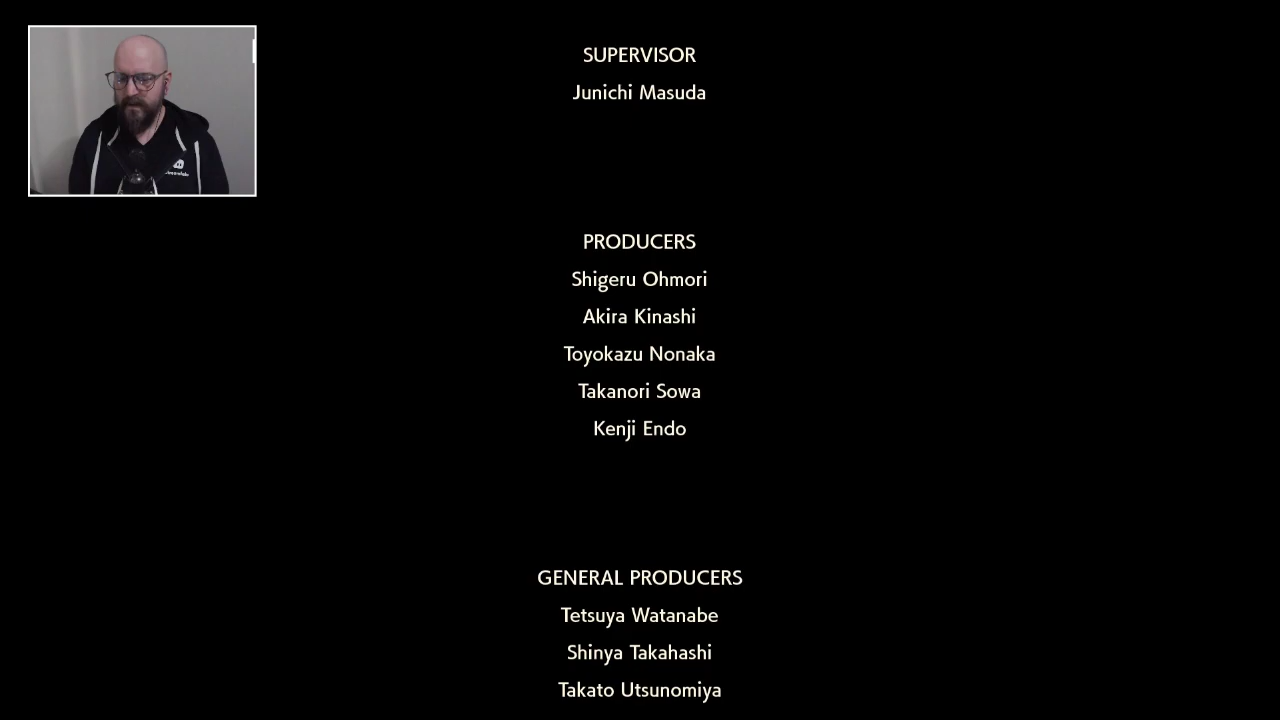 SUPERVISOR
Junichi Masuda
PRODUCERS
Shigeru Ohmori
Akira Kinashi
Toyokazu Nonaka
Takanori Sowa
Kenji Endo
GENERAL PRODUCERS
Tetsuya Watanabe
Shinya Takahashi
Takato Utsunomiya